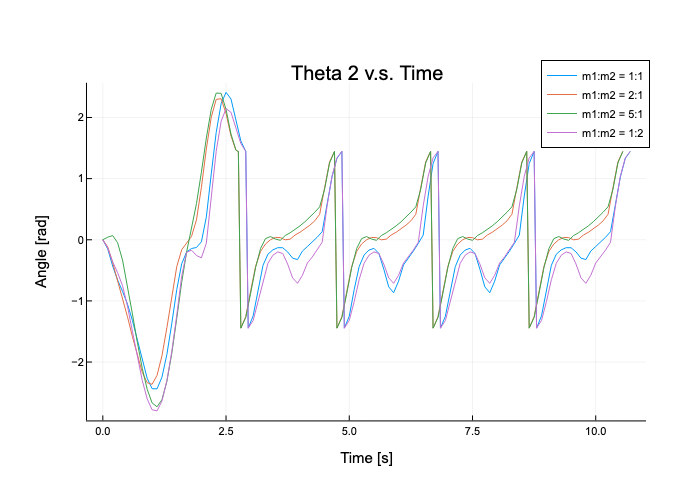 Theta 2 v.s. Time
m1:m2 = 1:1
m1:m2 = 2:1
m1:m2 = 5:1
m1:m2 = 1:2
Angle [rad]
2
1
0
−1
−2
0.0 2.5 5.0 7.5 10.0
Time [s]